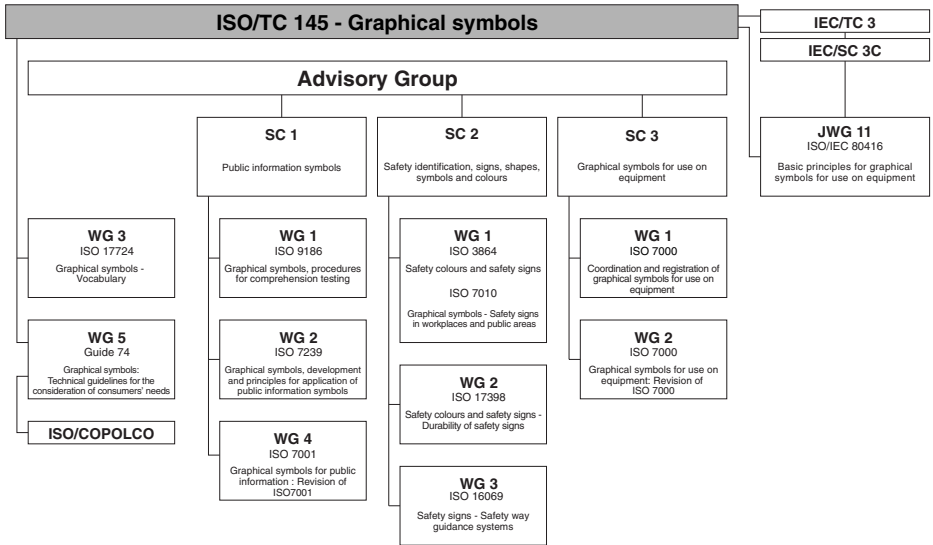 ISO/TC 145 - Graphical symbols
IEC/TC 3
IEC/SC 3C
Advisory Group
SC 1
Public information symbols
SC 2
Safety identification, signs, shapes,
symbols and colours
SC 3
Graphical symbols for use on
equipment
JWG 11
ISO/IEC 80416
Basic principles for graphical
symbols for use on equipment
WG 3
ISO 17724
Graphical symbols -
Vocabulary
WG 5
Guide 74
Graphical symbols:
Technical guidelines for the
consideration of consumers' needs
ISO/COPOLCO
WG 1
ISO 9186
Graphical symbols, procedures
for comprehension testing
WG 2
ISO 7239
Graphical symbols, development
and principles for application of
public information symbols
WG 4
ISO 7001
Graphical symbols for public
information : Revision of
ISO7001
WG 1
ISO 3864
Safety colours and safety signs
ISO 7010
Graphical symbols - Safety signs
in workplaces and public areas
WG 2
ISO 17398
Safety colours and safety signs -
Durability of safety signs
WG 3
ISO 16069
Safety signs - Safety way
guidance systems
WG 1
ISO 7000
Coordination and registration of
graphical symbols for use on
equipment
WG 2
ISO 7000
Graphical symbols for use on
equipment: Revision of
ISO 7000